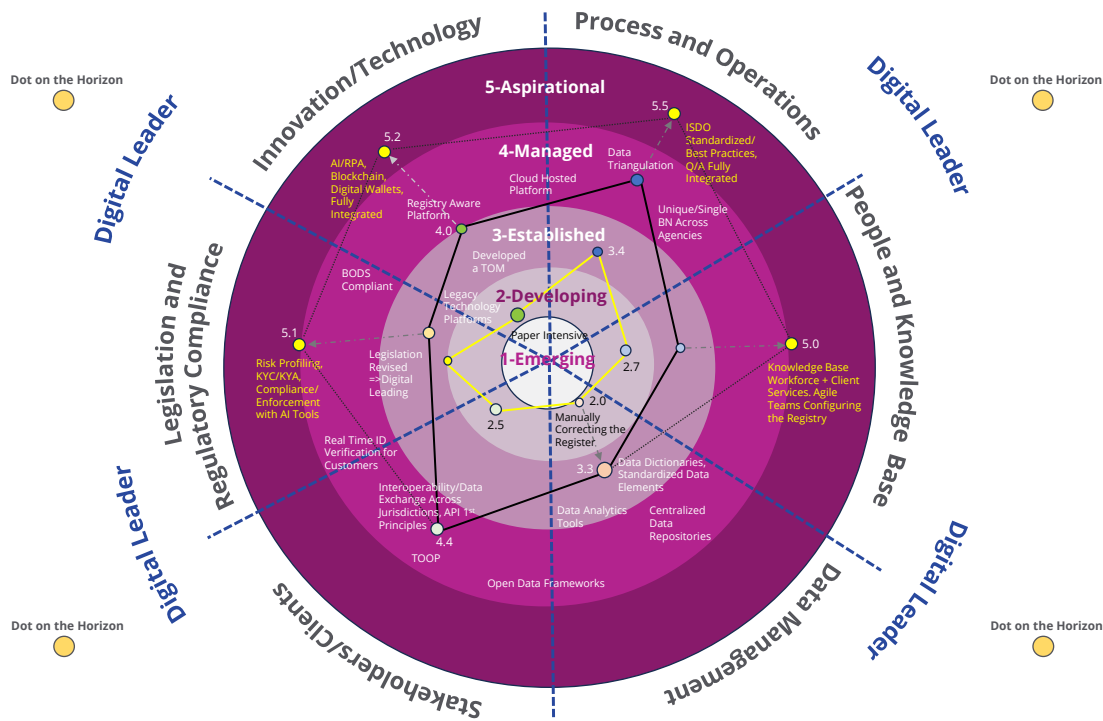 Innovation/Technology
Process and Operations
Dot on the Horizon
Dot on the Horizon
Digital Leader
Digital Leader
5-Aspirational
5.5
5.2
ISDO
Standardized/
Best Practices,
Q/A Fully
Integrated
4-Managed
Data
Triangulation
AI/RPA,
Blockchain,
Digital Wallets,
Fully
Integrated
Cloud Hosted
Platform
Registry Aware
Platform
4.0
Unique/Single
BN Across
Agencies
People and Knowledge Base
Legislation and
Regulatory Compliance
3-Established
3.4
Developed
a TOM
BODS
Compliant
2-Developing
Legacy
Technology
Platforms
Paper Intensive
5.1
5.0
1-Emerging
Legislation
Revised
=>Digital
Leading
Risk Profiling,
KYC/KYA,
Compliance/
Enforcement
with AI Tools
2.7
Knowledge Base
Workforce + Client
Services. Agile
Teams Configuring
the Registry
2.0
2.5
Manually
Correcting the
Register.
Real Time ID
Verification for
Customers
3.3
Data Dictionaries,
Standardized Data
Elements
Interoperability/Data
Exchange Across
Jurisdictions, API 1st
Principles
Data Analytics
Tools
Centralized
Data
Repositories
4.4
TOOP
Open Data Frameworks
Digital Leader
Digital Leader
Dot on the Horizon
Dot on the Horizon
Stakeholders/Clients
Data Management